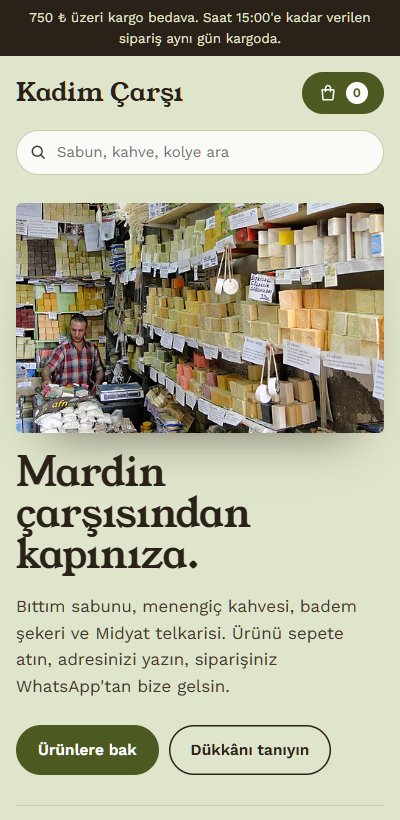 750 ₺ üzeri kargo bedava. Saat 15:00'e kadar verilen
sipariş aynı gün kargoda.
Kadim Çarşı
0
Sabun, kahve, kolye ara
afn
Mardin
çarşısından
kapınıza.
Bıttım sabunu, menengiç kahvesi, badem
şekeri ve Midyat telkarisi. Ürünü sepete
atın, adresinizi yazın, siparişiniz
WhatsApp'tan bize gelsin.
Ürünlere bak
Dükkânı tanıyın